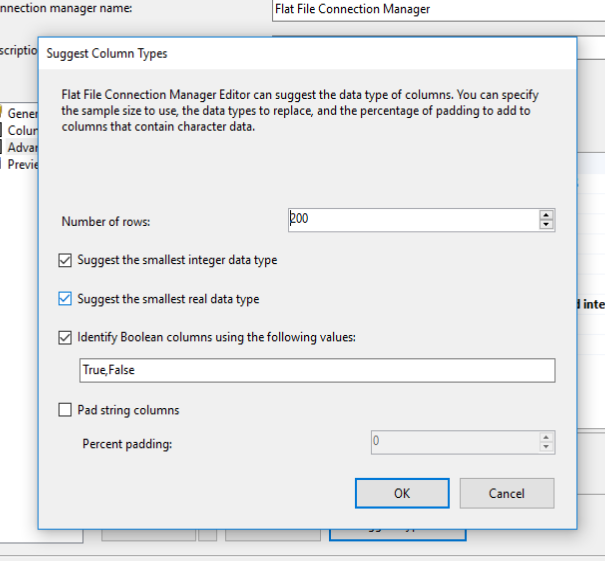 nnection manager name:
Flat File Connection Manager
scriptio
Suggest Column Types
Flat File Connection Manager Editor can suggest the data type of columns. You can specify
the sample size to use, the data types to replace, and the percentage of padding to add to
columns that contain character data.
Gener
Colun
Advar
Previe
Number of rows:
200
Suggest the smallest integer data type
Suggest the smallest real data type
d inte
Identify Boolean columns using the following values:
True,False
Pad string columns
Percent padding:
0
OK
Cancel